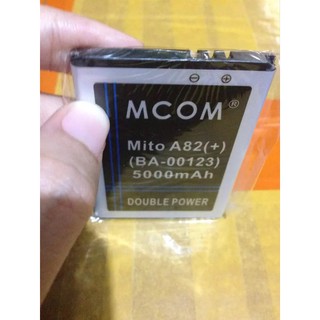 - +
MCOM®
Mito A82(+)
(BA-00123)
5000mAh
DOUBLE POWER